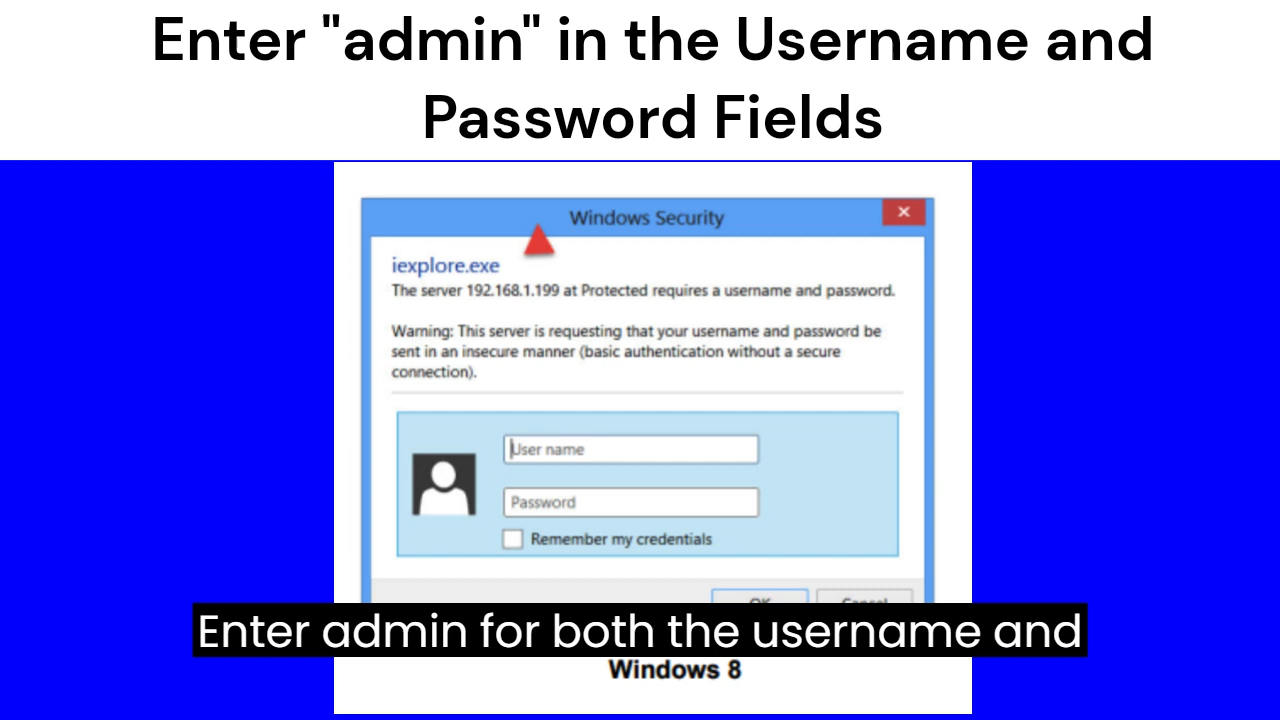 Enter "admin" in the Username and
Password Fields
Windows Security
iexplore.exe
The server 192.168.1.199 at Protected requires a username and password.
Warning: This server is requesting that your username and password be
sent in an insecure manner (basic authentication without a secure
connection).
User name
Password
Remember my credentials
OK Cancel
Enter admin for both the username and
Windows 8